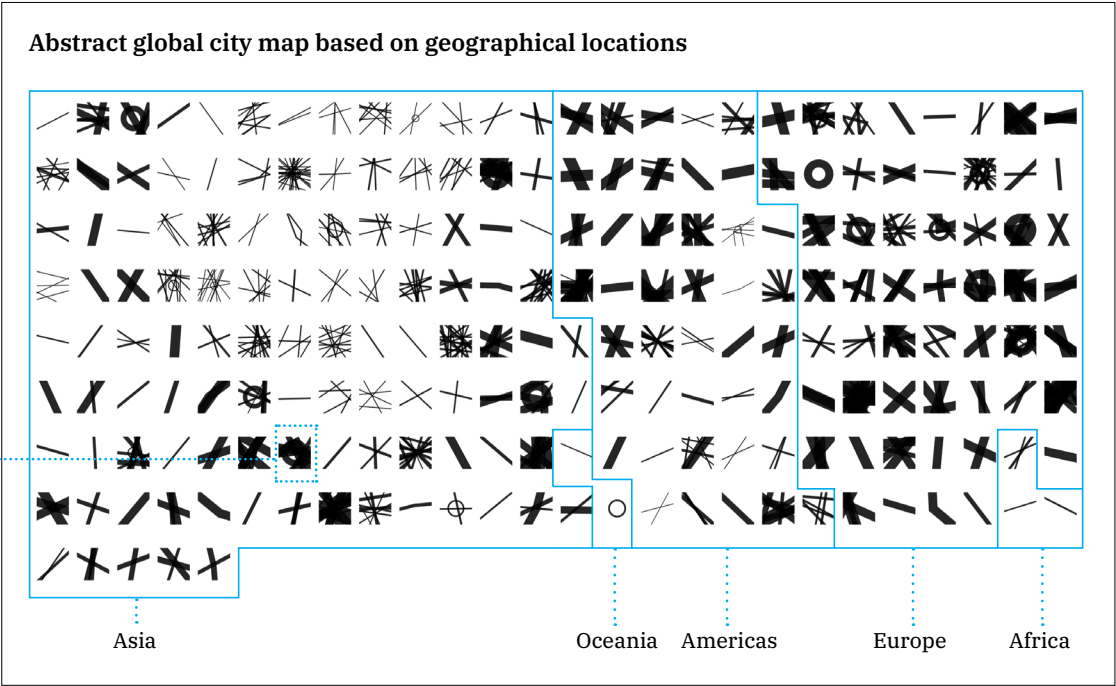 Abstract global city map based on geographical locations
Asia
Oceania
Americas
Europe
Africa